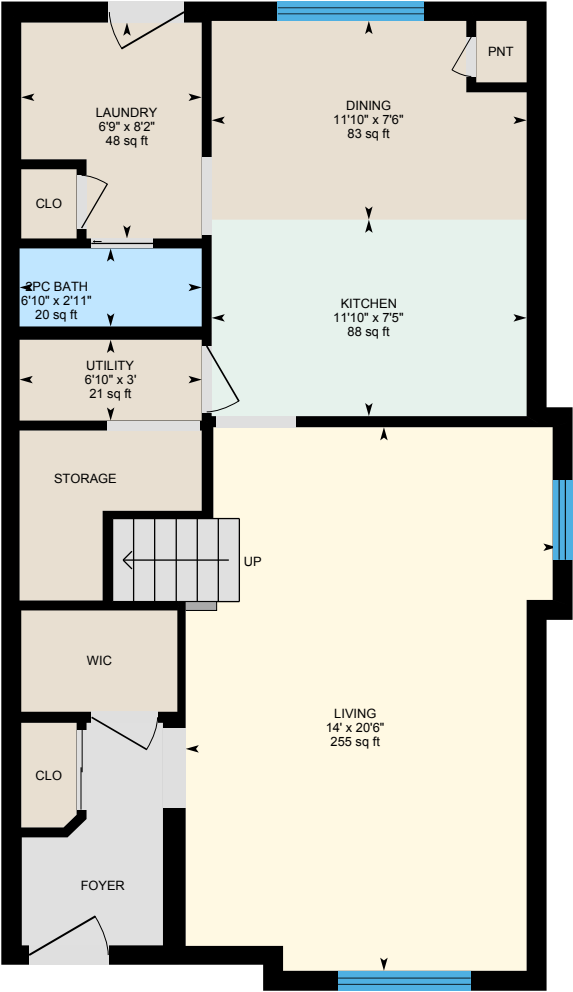 PNT
LAUNDRY
6'9" x 8'2"
48 sq ft
DINING
11'10" x 7'6"
83 sq ft
CLO
2PC BATH
6'10" x 2'11"
20 sq ft
KITCHEN
11'10" x 7'5"
88 sq ft
UTILITY
6'10" x 3'
21 sq ft
STORAGE
UP
WIC
LIVING
14' x 20'6"
255 sq ft
CLO
FOYER